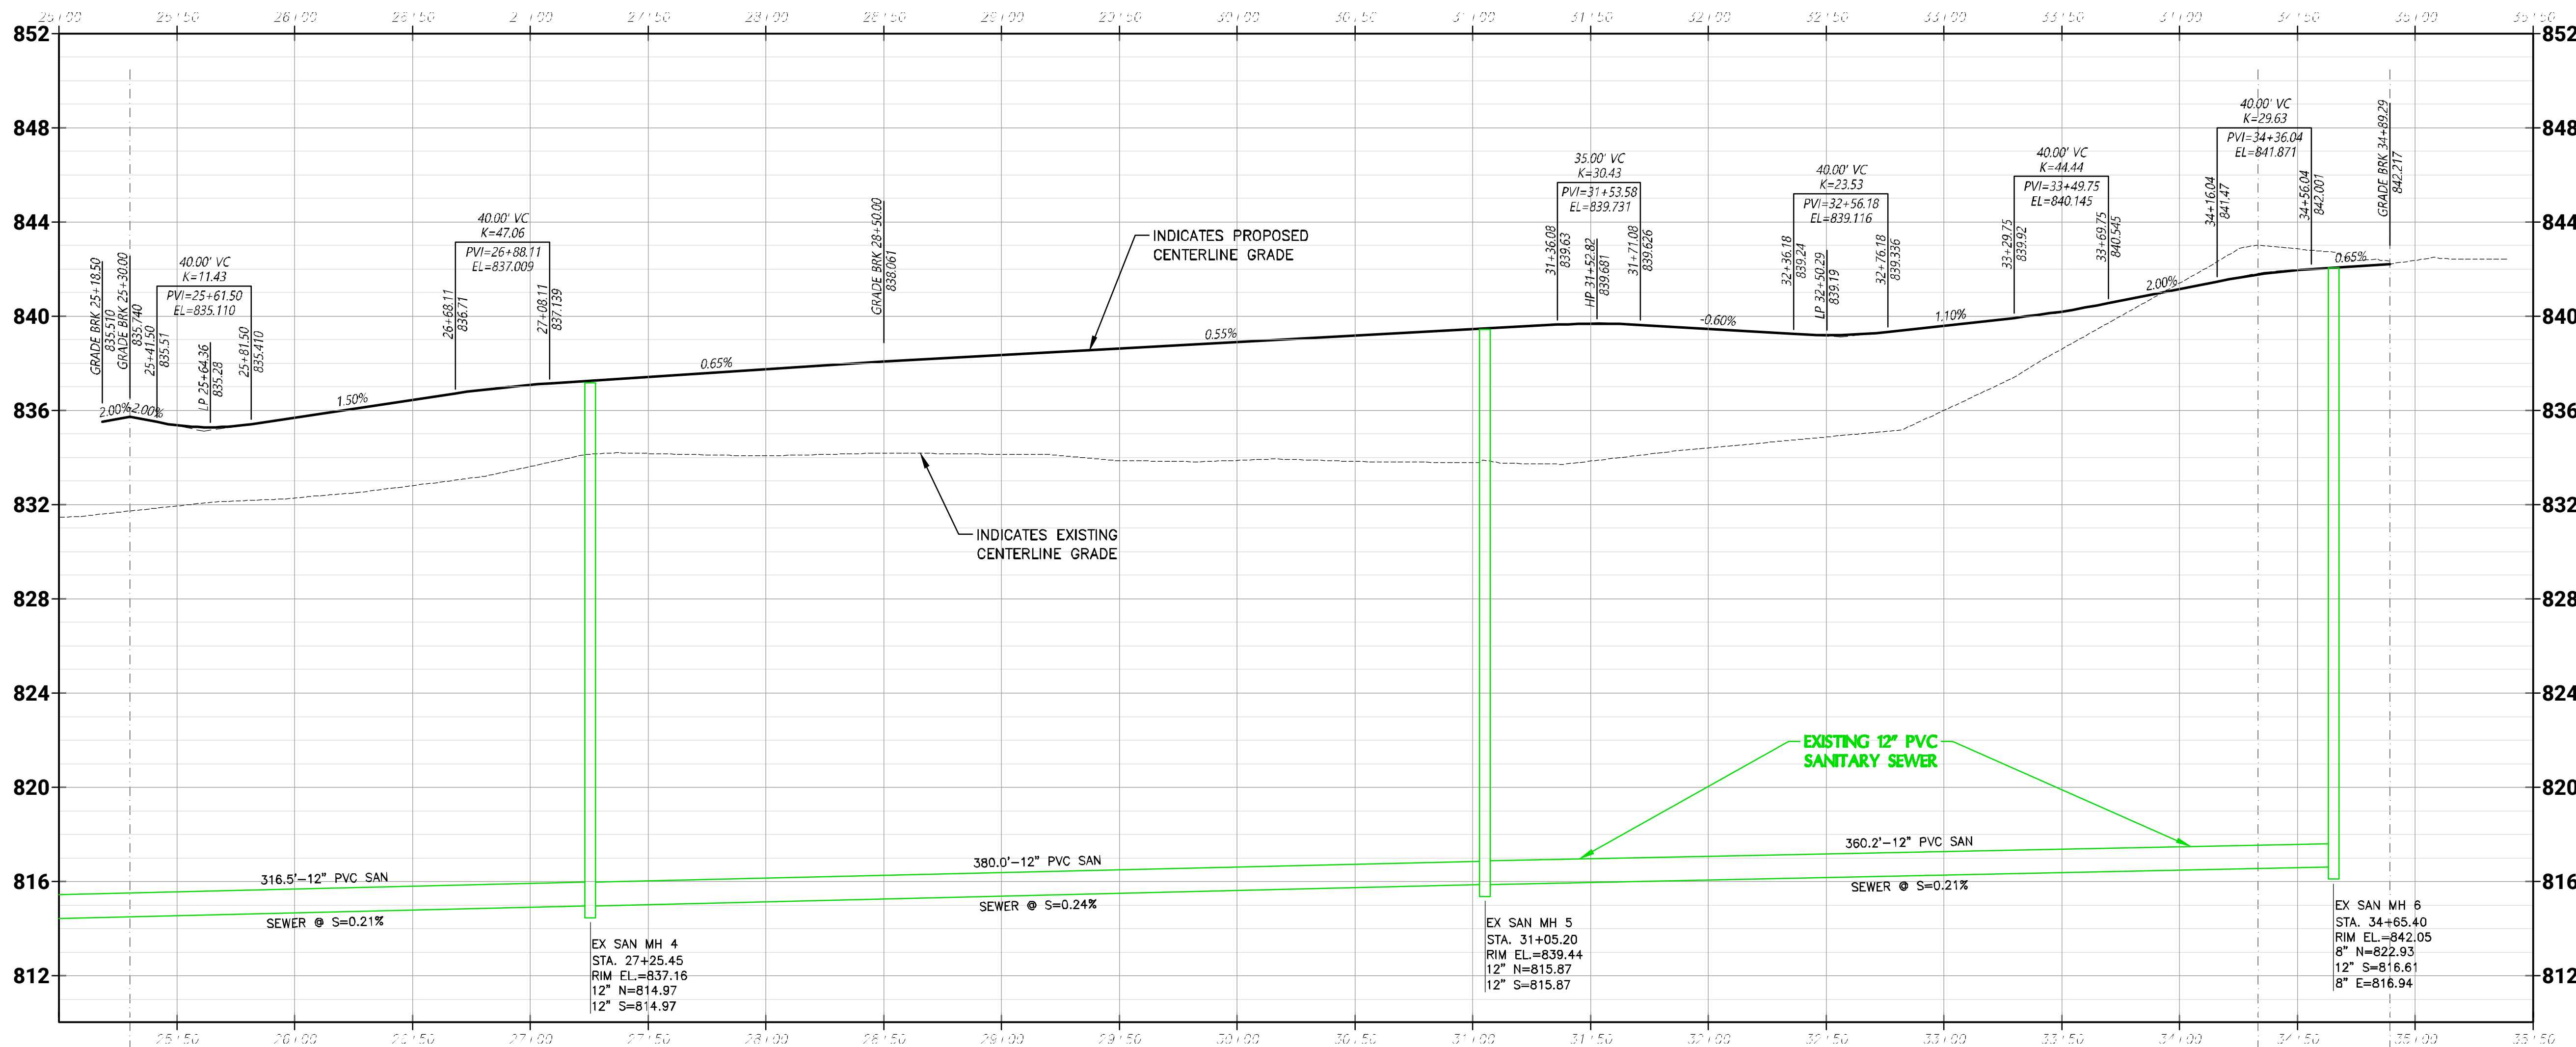 852
848
844
840
836
832
828
824
820
816
812
GRADE BRK 25+18.50
835.510
GRADE BRK 25+30.00
835.740
25+41.50
835.51
40.00' VC
K=11.43
PVI=25+61.50
EL=835.110
LP 25+64.36
835.28
25+81.50
835.410
2.00%
-2.00%
1.50%
26+68.11
836.71
40.00' VC
K=47.06
PVI=26+88.11
EL=837.009
27+08.11
837.139
0.65%
GRADE BRK 28+50.00
838.061
INDICATES PROPOSED
CENTERLINE GRADE
0.55%
INDICATES EXISTING
CENTERLINE GRADE
31+36.08
839.63
35.00' VC
K=30.43
PVI=31+53.58
EL=839.731
HP 31+52.82
839.681
31+71.08
839.626
-0.60%
32+36.18
839.24
40.00' VC
K=23.53
PVI=32+56.18
EL=839.116
LP 32+50.29
839.19
32+76.18
839.336
1.10%
33+29.75
839.92
40.00' VC
K=44.44
PVI=33+49.75
EL=840.145
33+69.75
840.545
2.00%
34+16.04
841.47
40.00' VC
K=29.63
PVI=34+36.04
EL=841.871
34+56.04
842.001
0.65%
GRADE BRK 34+89.29
842.217
EXISTING 12" PVC
SANITARY SEWER
316.5'-12" PVC SAN
SEWER @ S=0.21%
380.0'-12" PVC SAN
SEWER @ S=0.24%
360.2'-12" PVC SAN
SEWER @ S=0.21%
EX SAN MH 4
STA. 27+25.45
RIM EL.=837.16
12" N=814.97
12" S=814.97
EX SAN MH 5
STA. 31+05.20
RIM EL.=839.44
12" N=815.87
12" S=815.87
EX SAN MH 6
STA. 34+65.40
RIM EL.=842.05
8" N=822.93
12" S=816.61
8" E=816.94
852
848
844
840
836
832
828
824
820
816
812